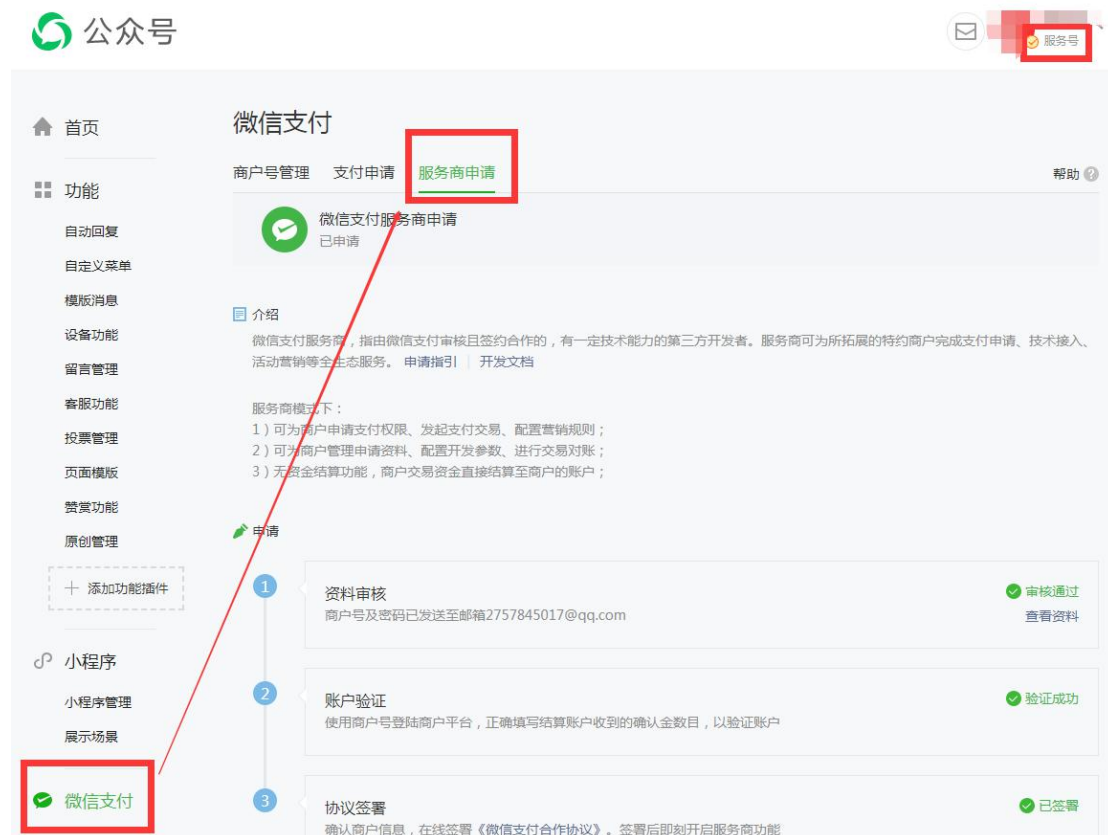 公众号
服务号
首页
功能
自动回复
自定义菜单
模版消息
设备功能
留言管理
客服功能
投票管理
页面模版
赞赏功能
原创管理
添加功能插件
小程序
小程序管理
展示场景
微信支付
微信支付
商户号管理 支付申请 服务商申请
帮助
微信支付服务商申请
已申请
介绍
微信支付服务商，指由微信支付审核且签约合作的，有一定技术能力的第三方开发者。服务商可为所拓展的特约商户完成支付申请、技术接入、
活动营销等全生态服务。 申请指引 | 开发文档
服务商模式下：
1）可为商户申请支付权限、发起支付交易、配置营销规则；
2）可为商户管理申请资料、配置开发参数、进行交易对账；
3）无资金结算功能，商户交易资金直接结算至商户的账户；
申请
1
资料审核
商户号及密码已发送至邮箱2757845017@qq.com
审核通过
查看资料
2
账户验证
使用商户号登陆商户平台，正确填写结算账户收到的确认金数目，以验证账户
验证成功
3
协议签署
确认商户信息，在线签署《微信支付合作协议》。签署后即刻开启服务商功能
已签署